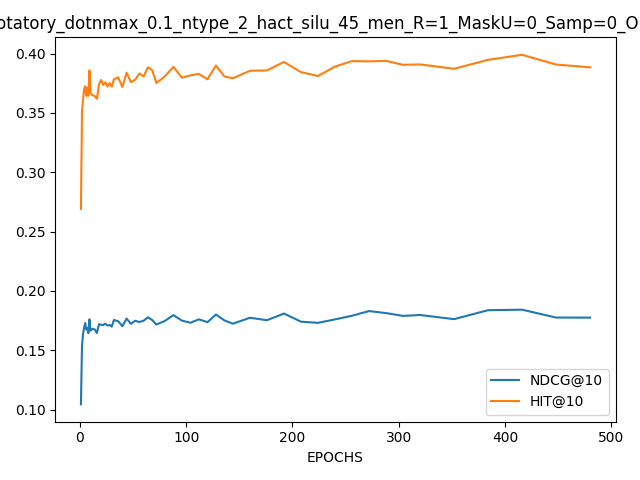 otatory_dotnmax_0.1_ntype_2_hact_silu_45_men_R=1_MaskU=0_Samp=0_O
0.40
0.35
0.30
0.25
0.20
0.15
0.10
NDCG@10
HIT@10
0 100 200 300 400 500
EPOCHS